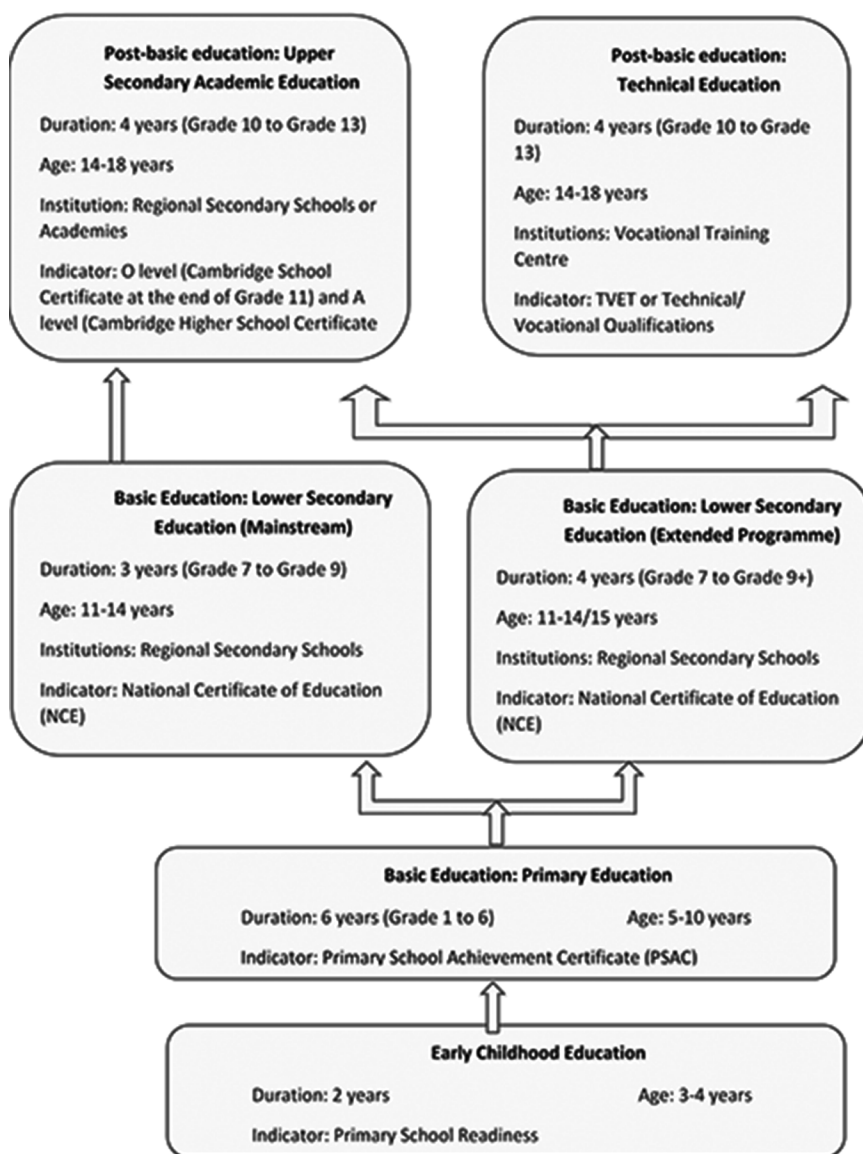 Post-basic education: Upper
Secondary Academic Education
Duration: 4 years (Grade 10 to Grade 13)
Age: 14-18 years
Institution: Regional Secondary Schools or
Academies
Indicator: O level (Cambridge School
Certificate at the end of Grade 11) and A
level (Cambridge Higher School Certificate
Post-basic education:
Technical Education
Duration: 4 years (Grade 10 to Grade
13)
Age: 14-18 years
Institutions: Vocational Training
Centre
Indicator: TVET or Technical/
Vocational Qualifications
Basic Education: Lower Secondary
Education (Mainstream)
Duration: 3 years (Grade 7 to Grade 9)
Age: 11-14 years
Institutions: Regional Secondary Schools
Indicator: National Certificate of Education
(NCE)
Basic Education: Lower Secondary
Education (Extended Programme)
Duration: 4 years (Grade 7 to Grade 9+)
Age: 11-14/15 years
Institutions: Regional Secondary Schools
Indicator: National Certificate of Education
(NCE)
Basic Education: Primary Education
Duration: 6 years (Grade 1 to 6) Age: 5-10 years
Indicator: Primary School Achievement Certificate (PSAC)
Early Childhood Education
Duration: 2 years Age: 3-4 years
Indicator: Primary School Readiness